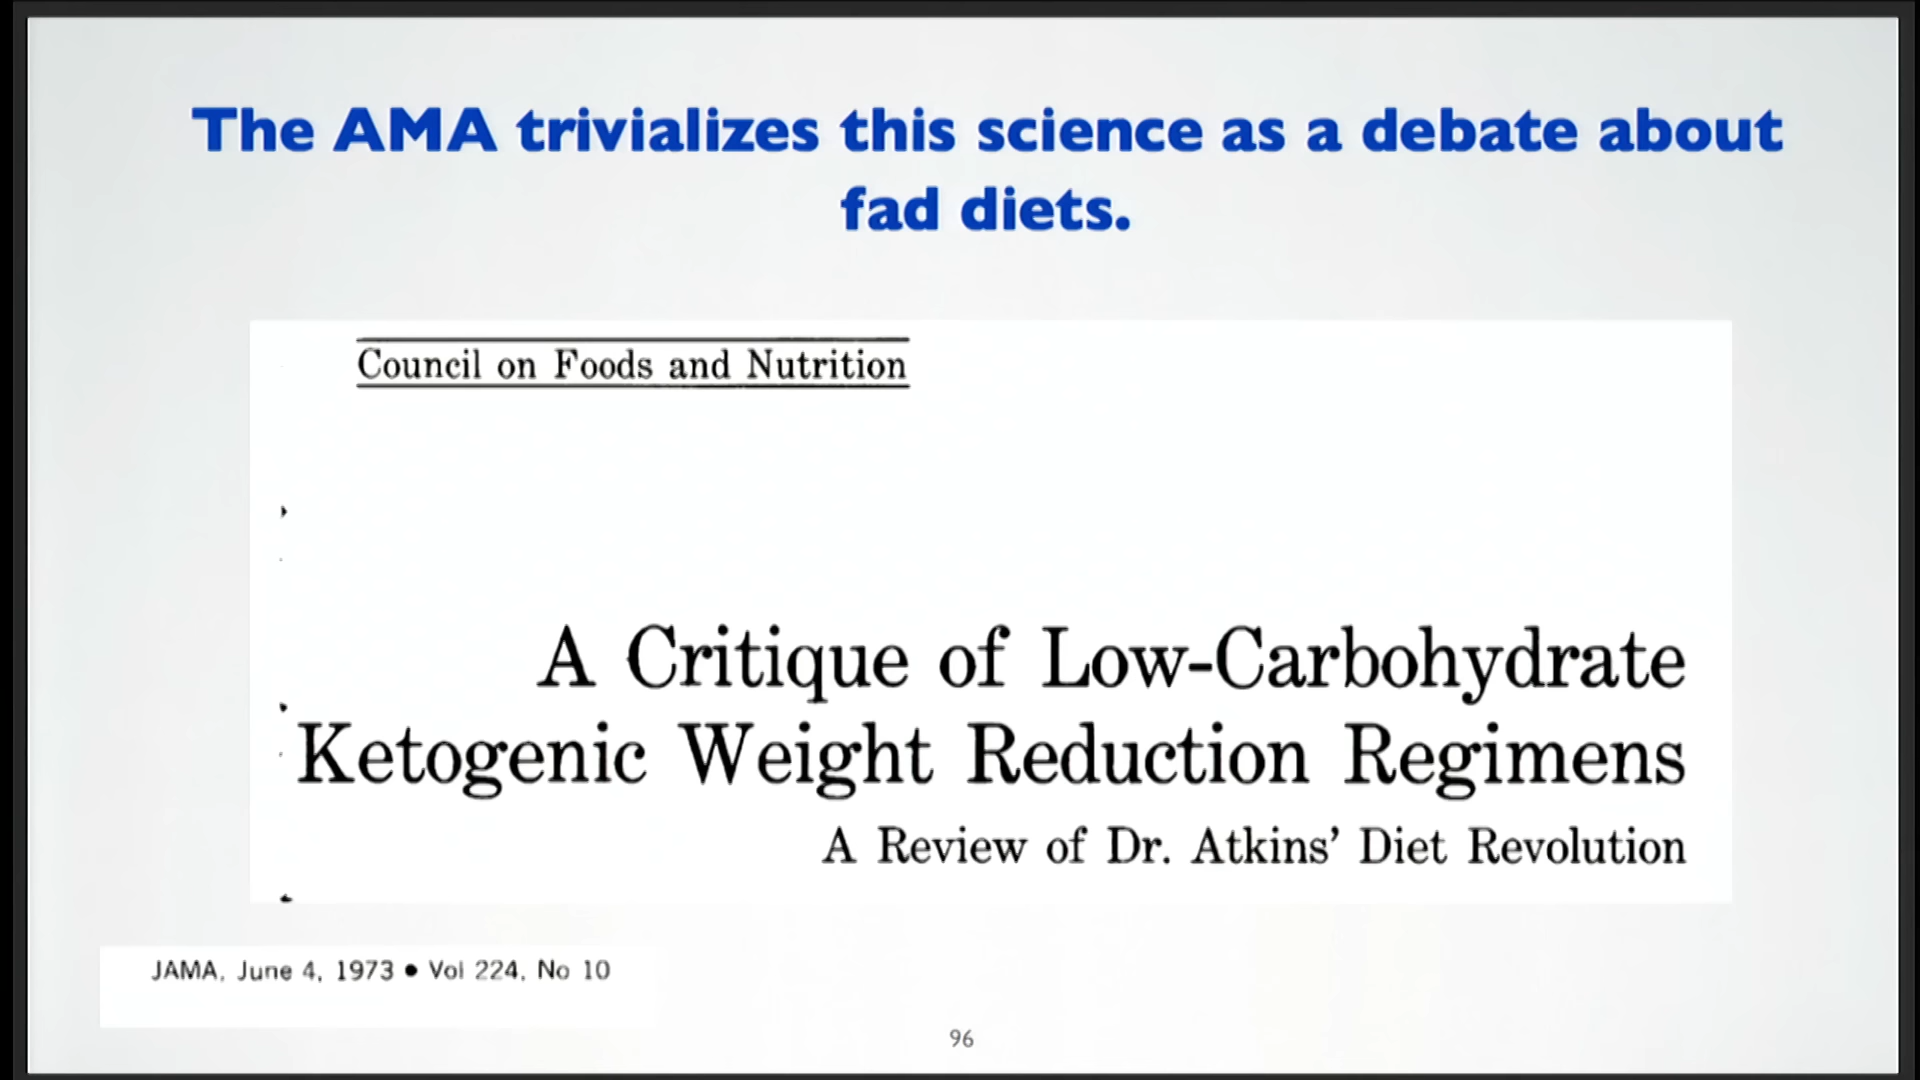 The AMA trivializes this science as a debate about
fad diets.
Council on Foods and Nutrition
A Critique of Low-Carbohydrate
Ketogenic Weight Reduction Regimens
A Review of Dr. Atkins’ Diet Revolution
JAMA, June 4, 1973 ● Vol 224, No 10
96